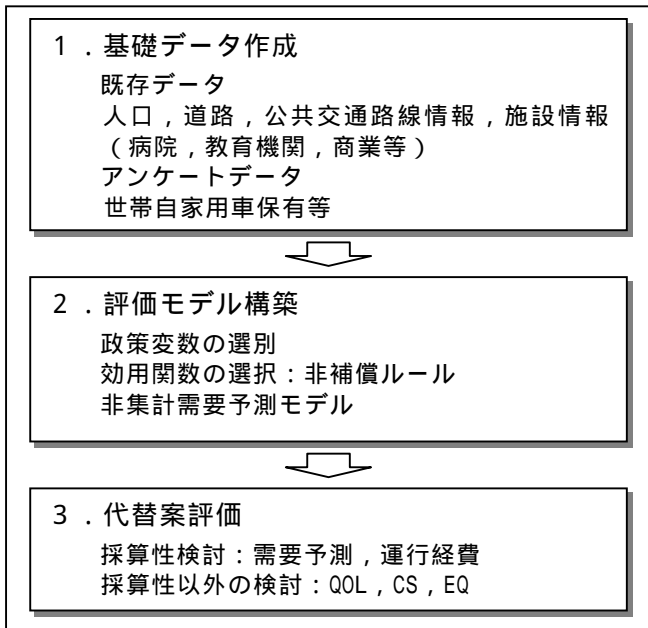 1．基礎データ作成
既存データ
人口，道路，公共交通路線情報，施設情報
（病院，教育機関，商業等）
アンケートデータ
世帯自家用車保有等
2．評価モデル構築
政策変数の選別
効用関数の選択：非補償ルール
非集計需要予測モデル
3．代替案評価
採算性検討：需要予測，運行経費
採算性以外の検討：QOL，CS，EQ